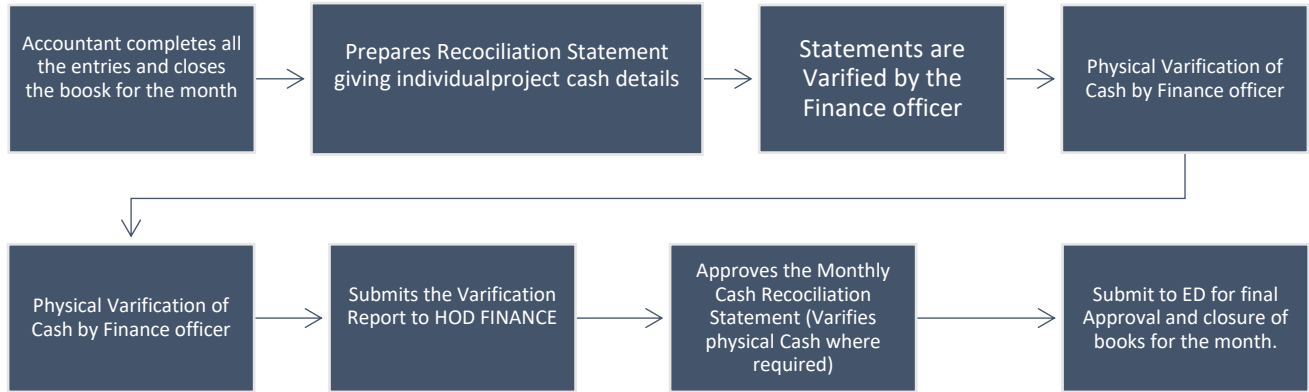 Accountant completes all
the entries and closes
the boosk for the month
Prepares Recociliation Statement
giving individualproject cash details
Statements are
Varified by the
Finance officer
Physical Varification of
Cash by Finance officer
Physical Varification of
Cash by Finance officer
Submits the Varification
Report to HOD FINANCE
Approves the Monthly
Cash Recociliation
Statement (Varifies
physical Cash where
required)
Submit to ED for final
Approval and closure of
books for the month.